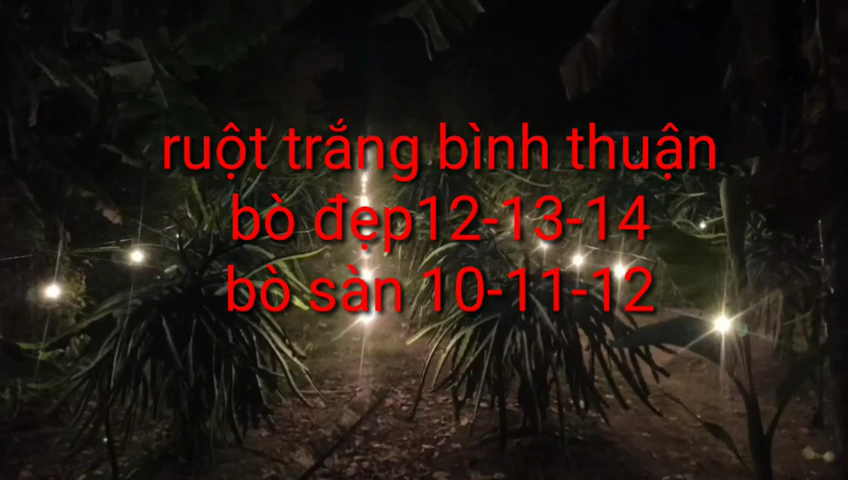 ruột trắng bình thuận
bò đẹp12-13-14
bò sàn 10-11-12